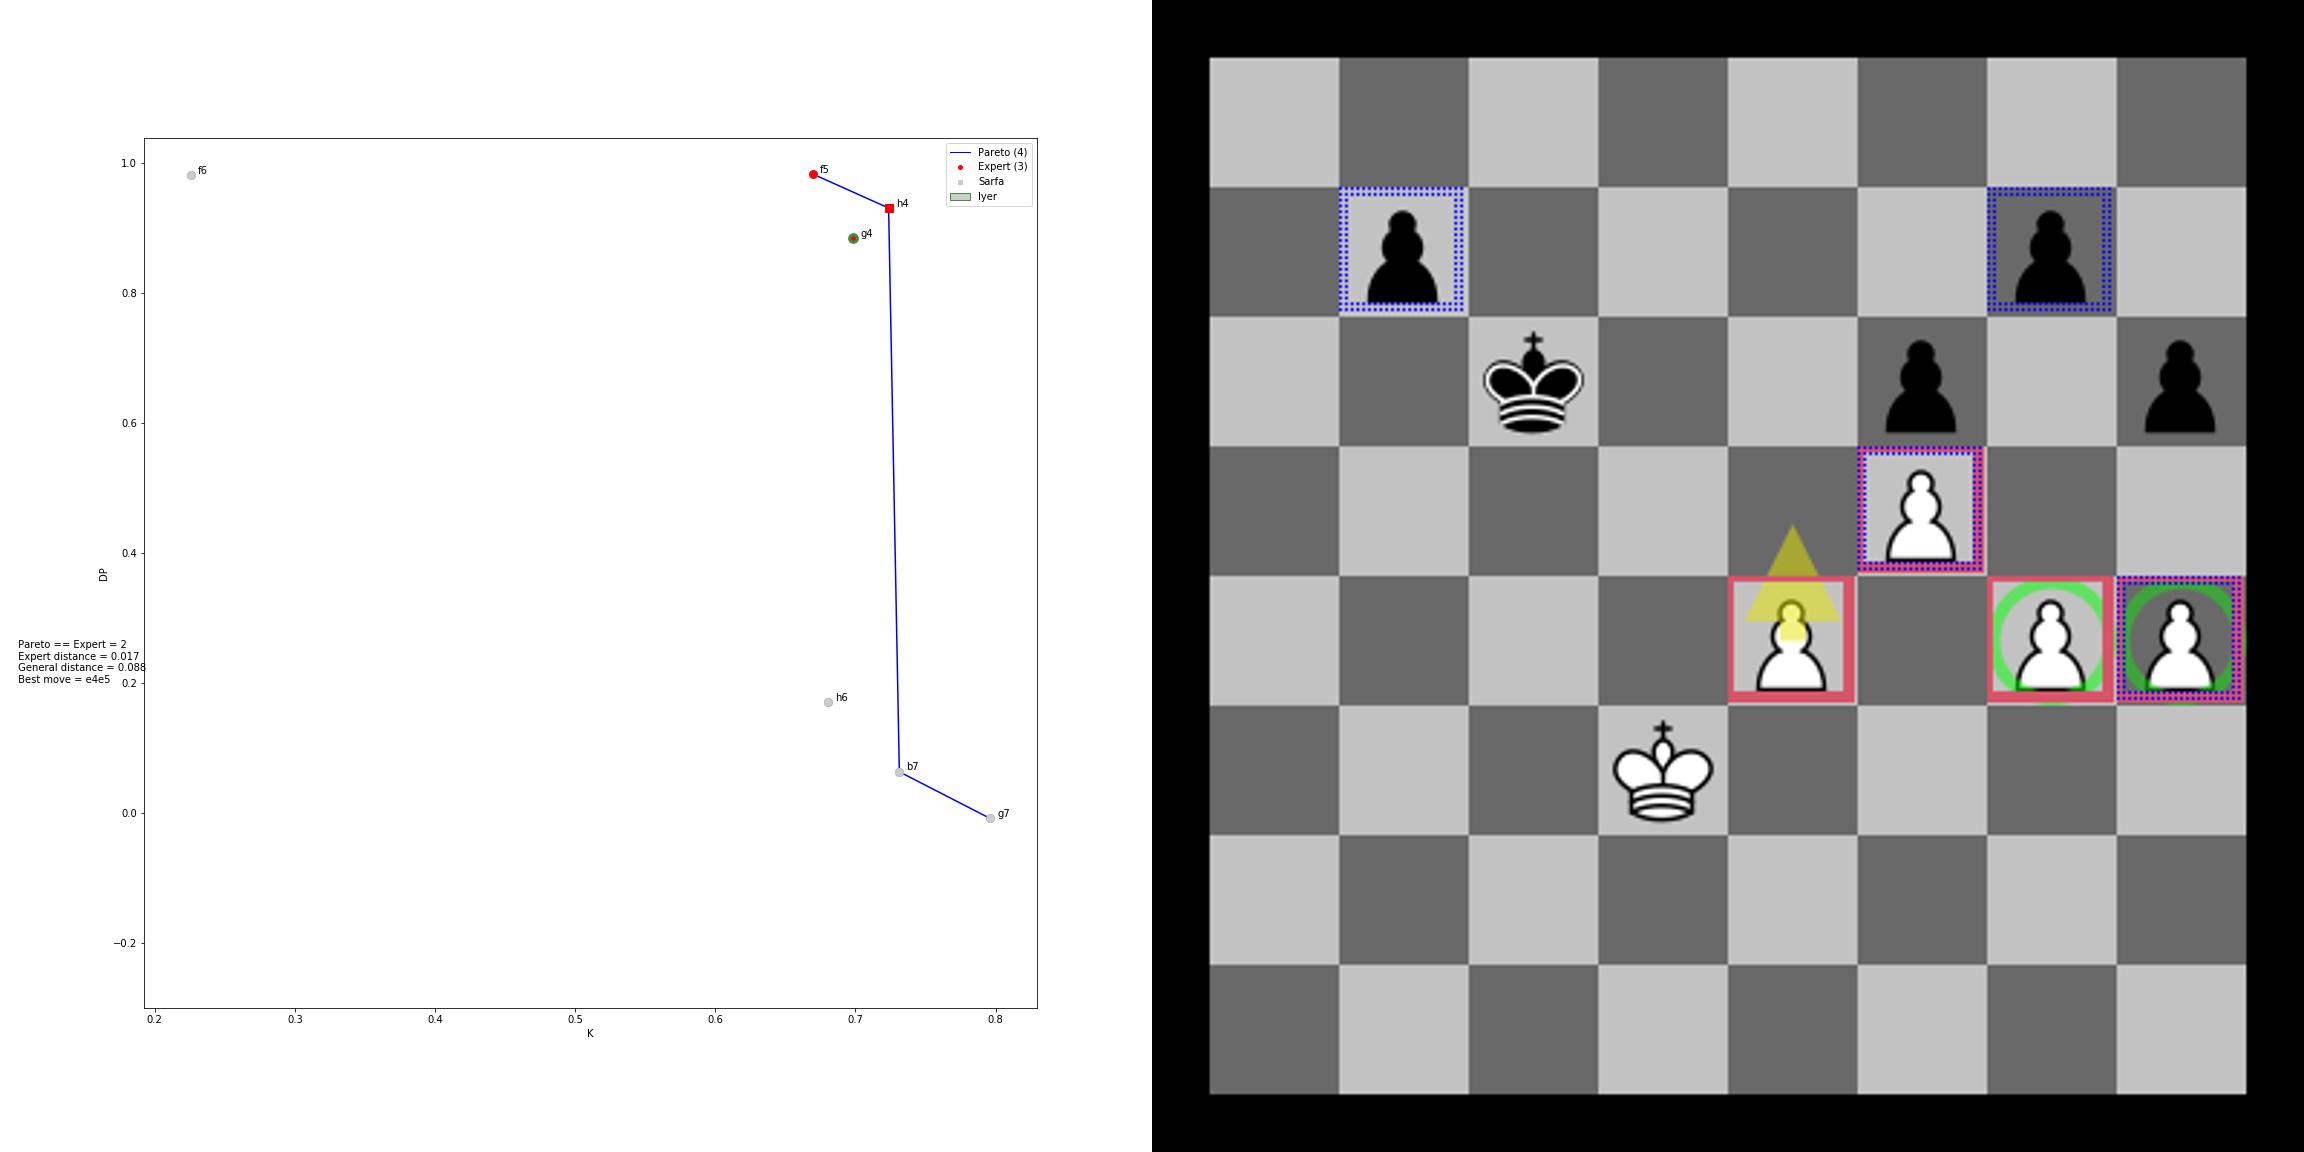 1.0
0.8
0.6
0.4
0.2
0.0
−0.2
DP
0.2
0.3
0.4
0.5
0.6
0.7
0.8
K
f6
f5
h4
g4
h6
b7
g7
Pareto (4)
Expert (3)
Sarfa
Iyer
Pareto == Expert = 2
Expert distance = 0.017
General distance = 0.088
Best move = e4e5